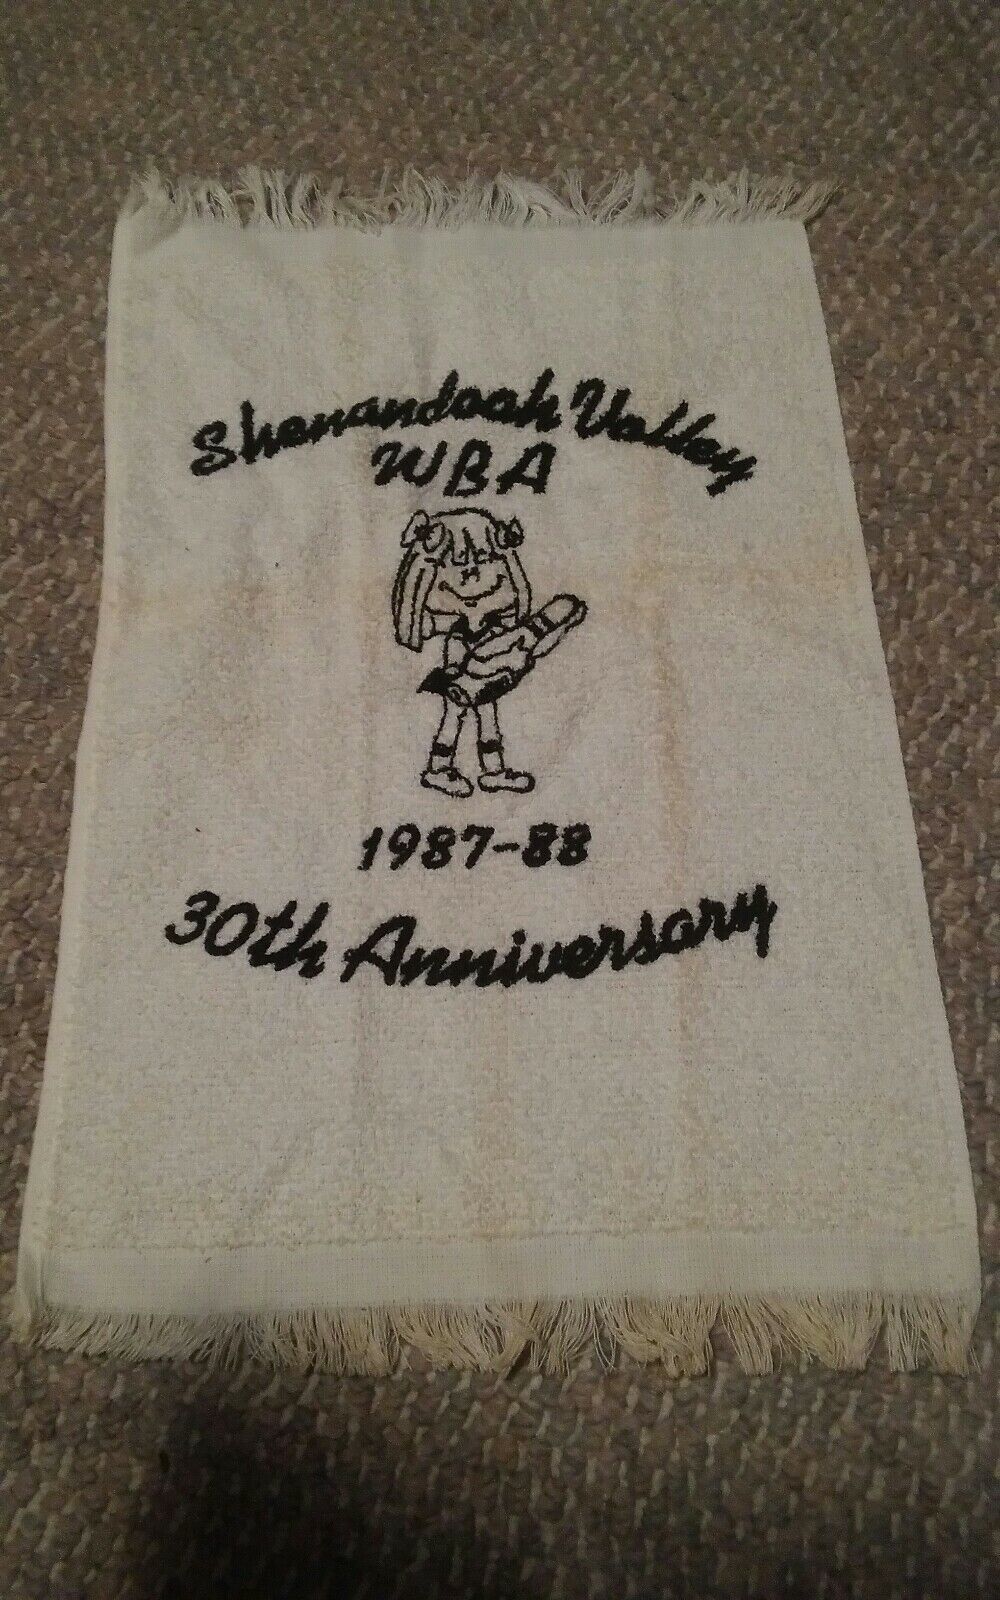 Shenandoah Valley
WBA
1987-88
30th Anniversary